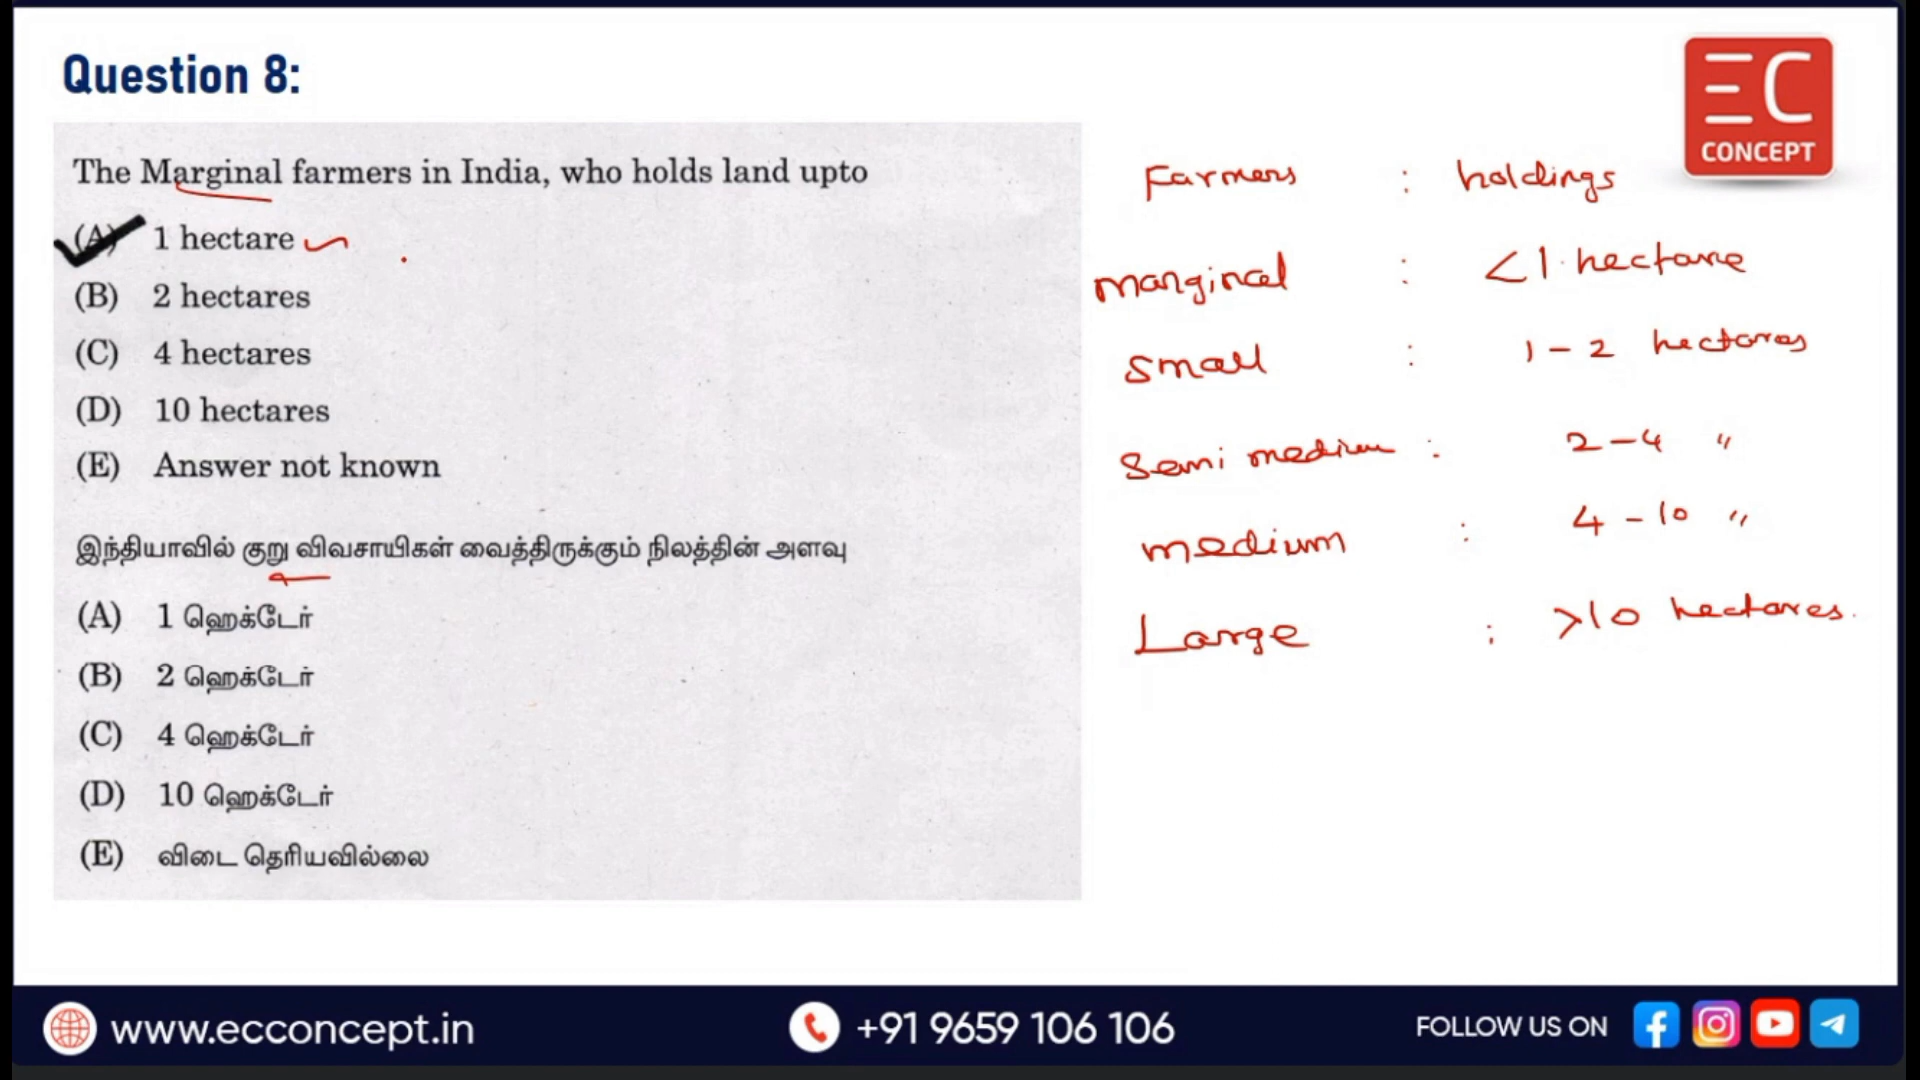 Question 8:
EC
CONCEPT
The Marginal farmers in India, who holds land upto
(A) 1 hectare
(B) 2 hectares
(C) 4 hectares
(D) 10 hectares
(E) Answer not known
இந்தியாவில் குறு விவசாயிகள் வைத்திருக்கும் நிலத்தின் அளவு
(A) 1 ஹெக்டேர்
(B) 2 ஹெக்டேர்
(C) 4 ஹெக்டேர்
(D) 10 ஹெக்டேர்
(E) விடை தெரியவில்லை
Farmers : holdings
marginal : <1 hectare
small : 1-2 hectares
Semi medium : 2-4 "
medium : 4-10 "
Large : >10 hectares.
www.ecconcept.in
+91 9659 106 106
FOLLOW US ON